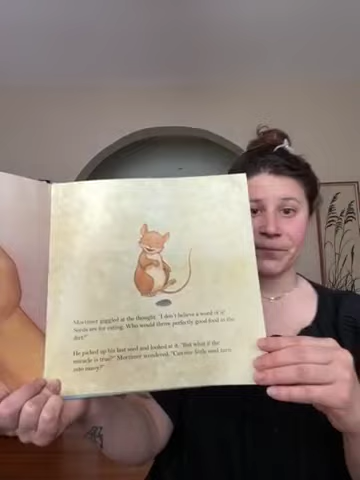 Mortimer giggled at the thought. "I don't believe a word of it!
Seeds are for eating. Who would throw perfectly good food in the
dirt?"
He picked up his last seed and looked at it. "But what if the
miracle is true?" Mortimer wondered. "Can one little seed turn
into many?"